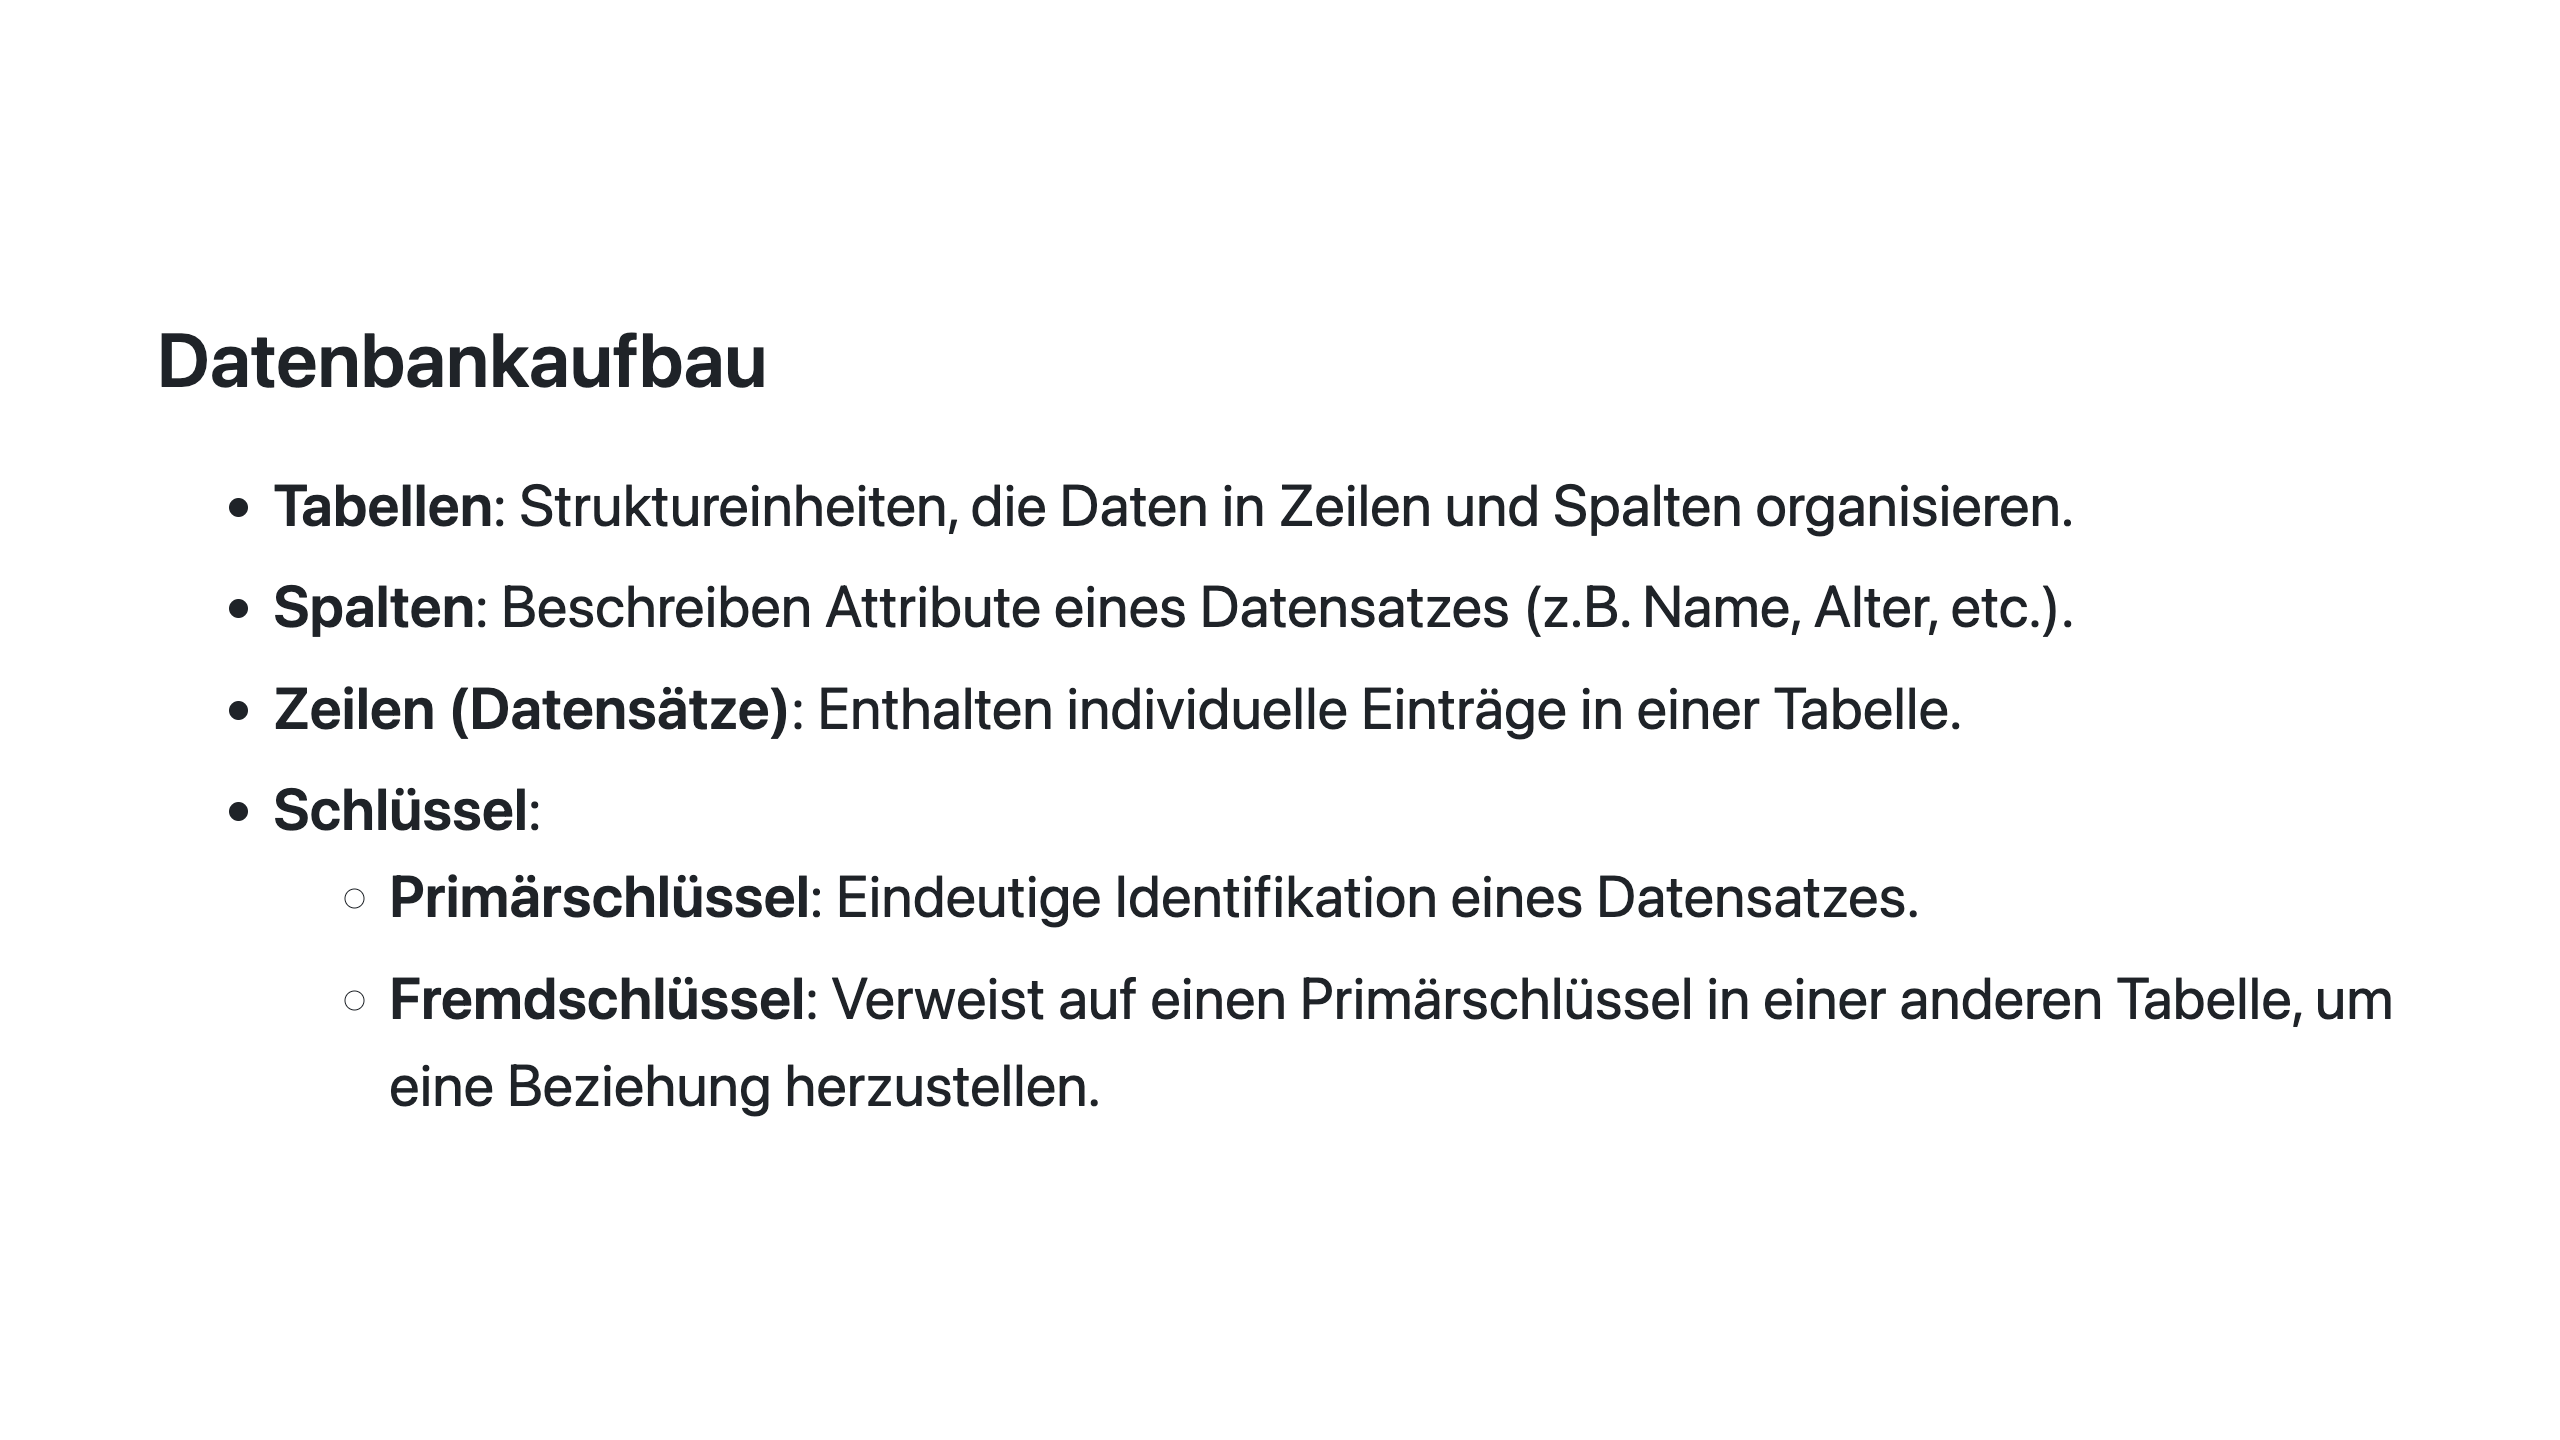 Datenbankaufbau
• Tabellen: Struktureinheiten, die Daten in Zeilen und Spalten organisieren.
• Spalten: Beschreiben Attribute eines Datensatzes (z.B. Name, Alter, etc.).
• Zeilen (Datensätze): Enthalten individuelle Einträge in einer Tabelle.
• Schlüssel:
○ Primärschlüssel: Eindeutige Identifikation eines Datensatzes.
○ Fremdschlüssel: Verweist auf einen Primärschlüssel in einer anderen Tabelle, um
eine Beziehung herzustellen.